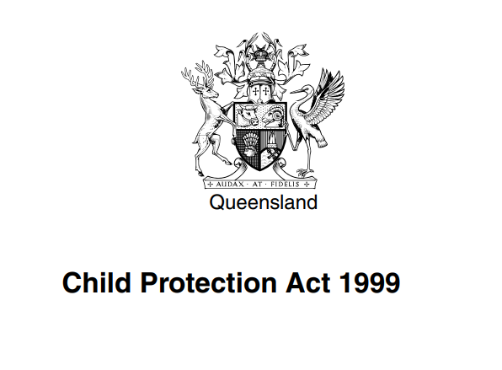 AUDAX · AT · FIDELIS
Queensland
Child Protection Act 1999